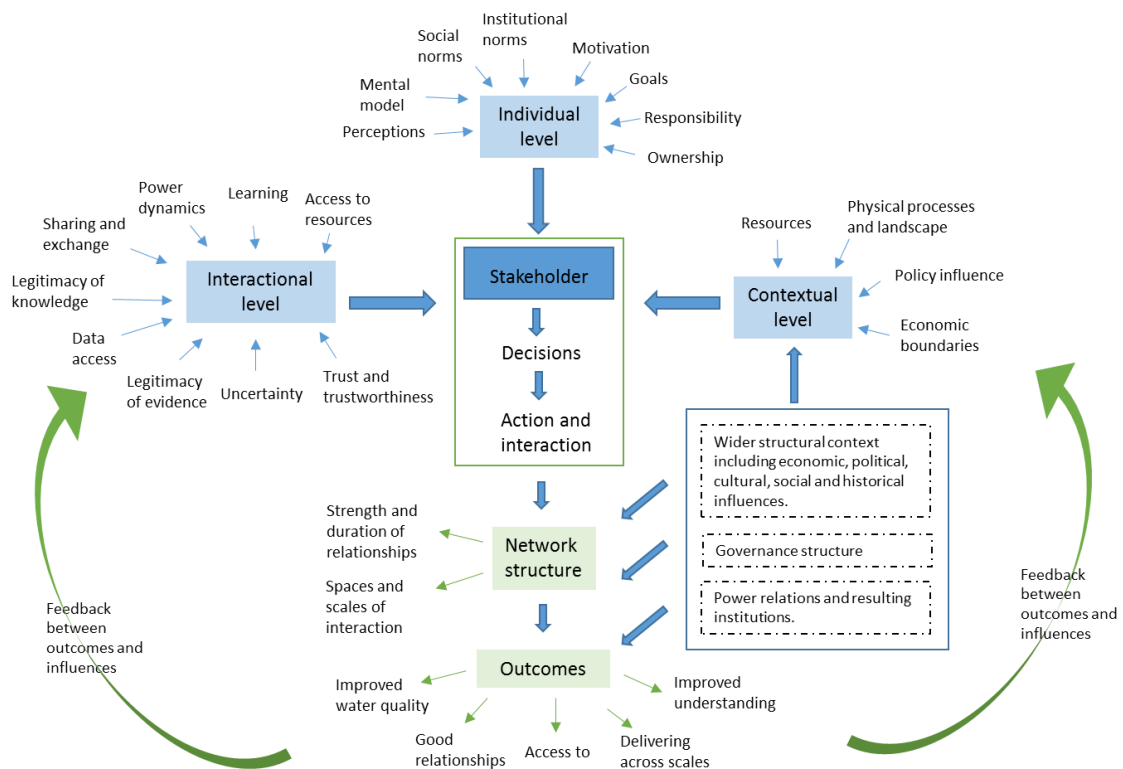 Institutional
norms
Social
norms
Motivation
Mental
model
Goals
Individual
level
Perceptions
Responsibility
Ownership
Power
dynamics
Learning
Access to
resources
Sharing and
exchange
Legitimacy of
knowledge
Interactional
level
Data
access
Legitimacy
of evidence
Uncertainty
Trust and
trustworthiness
Stakeholder
Decisions
Action and
interaction
Resources
Physical processes
and landscape
Policy influence
Contextual
level
Economic
boundaries
Wider structural context
including economic, political,
cultural, social and historical
influences.
Governance structure
Power relations and resulting
institutions.
Strength and
duration of
relationships
Network
structure
Spaces and
scales of
interaction
Outcomes
Improved
water quality
Good
relationships
Access to
Delivering
across scales
Improved
understanding
Feedback
between
outcomes and
influences
Feedback
between
outcomes and
influences